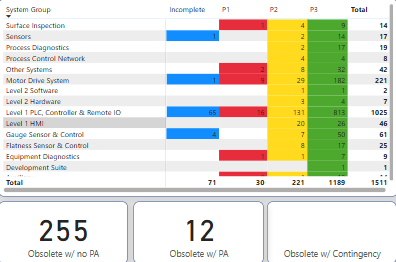 System Group Incomplete P1 P2 P3 Total
Surface Inspection 1 4 9 14
Sensors 1 2 14 17
Process Diagnostics 2 17 19
Process Control Network 4 4 8
Other Systems 2 8 32 42
Motor Drive System 1 9 29 182 221
Level 2 Software 1 1 2
Level 2 Hardware 3 4 7
Level 1 PLC, Controller & Remote IO 65 16 131 813 1025
Level 1 HMI 20 26 46
Gauge Sensor & Control 4 7 50 61
Flatness Sensor & Control 8 17 25
Equipment Diagnostics 1 1 7 9
Development Suite 1 1
Total 71 30 221 1189 1511
255 12
Obsolete w/ no PA Obsolete w/ PA Obsolete w/ Contingency